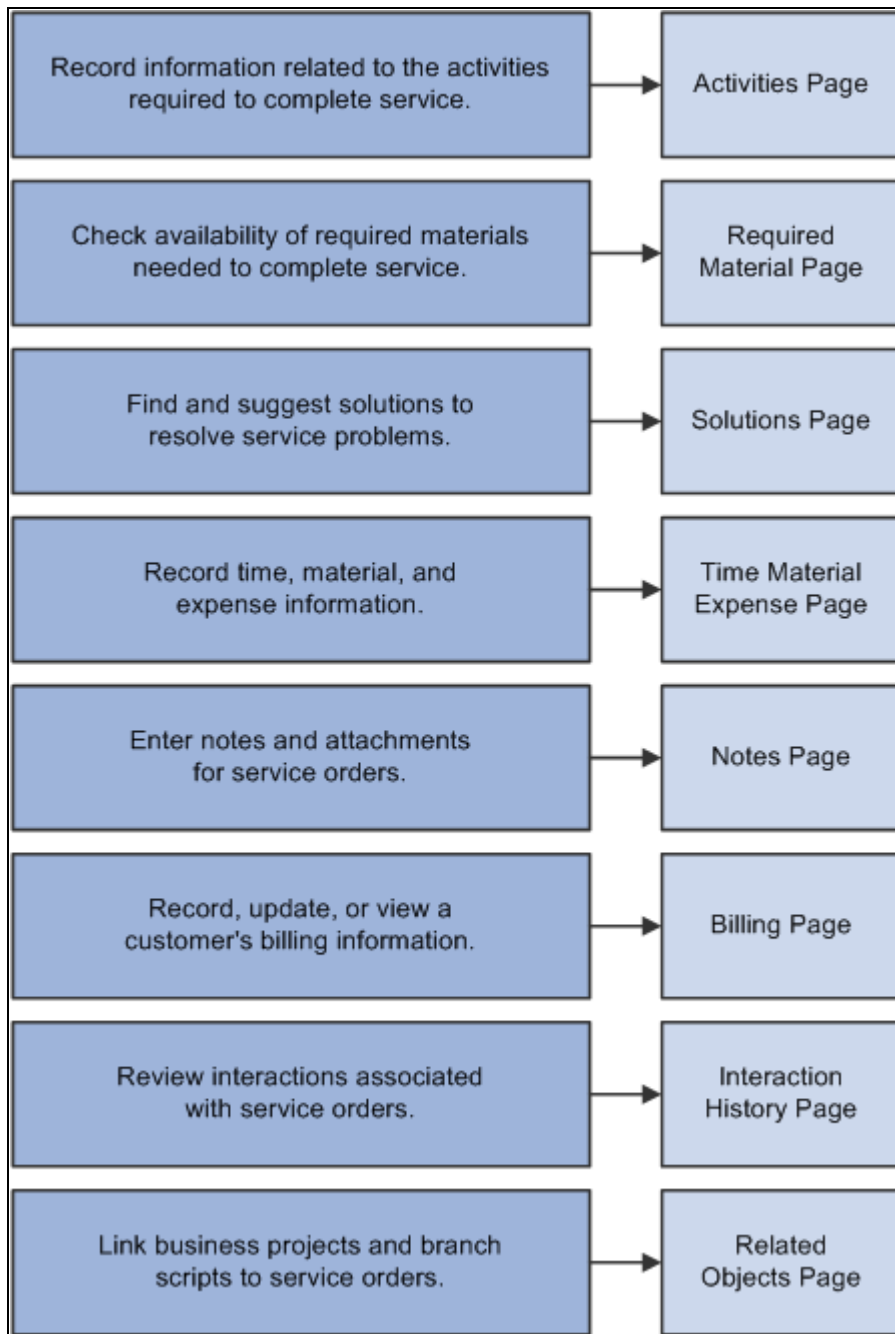 Record information related to the activities
required to complete service.
Activities Page
Check availability of required materials
needed to complete service.
Required
Material Page
Find and suggest solutions to
resolve service problems.
Solutions Page
Record time, material, and
expense information.
Time Material
Expense Page
Enter notes and attachments
for service orders.
Notes Page
Record, update, or view a
customer's billing information.
Billing Page
Review interactions associated
with service orders.
Interaction
History Page
Link business projects and branch
scripts to service orders.
Related
Objects Page